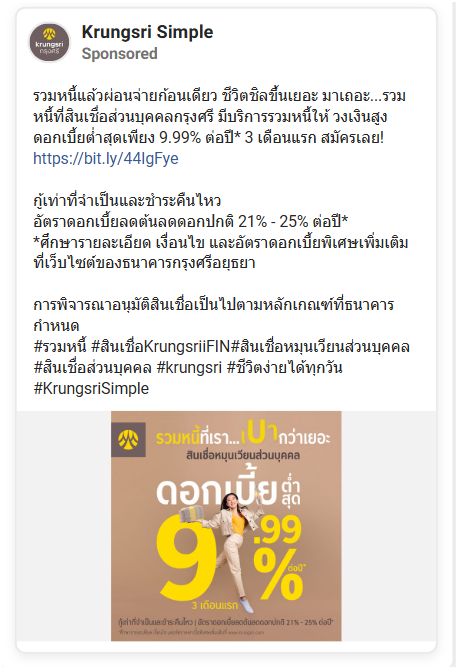 Krungsri Simple
Sponsored
krungsri
กรุงศรี
รวมหนี้แล้วผ่อนจ่ายก้อนเดียว ชีวิตชิลขึ้นเยอะ มาเถอะ...รวม
หนี้ที่สินเชื่อส่วนบุคคลกรุงศรี มีบริการรวมหนี้ให้ วงเงินสูง
ดอกเบี้ยต่ำสุดเพียง 9.99% ต่อปี* 3 เดือนแรก สมัครเลย!
https://bit.ly/44IgFye
กู้เท่าที่จำเป็นและชำระคืนไหว
อัตราดอกเบี้ยลดต้นลดดอกปกติ 21% - 25% ต่อปี*
*ศึกษารายละเอียด เงื่อนไข และอัตราดอกเบี้ยพิเศษเพิ่มเติม
ที่เว็บไซต์ของธนาคารกรุงศรีอยุธยา
การพิจารณาอนุมัติสินเชื่อเป็นไปตามหลักเกณฑ์ที่ธนาคาร
กำหนด
#รวมหนี้ #สินเชื่อKrungsriiFIN#สินเชื่อหมุนเวียนส่วนบุคคล
#สินเชื่อส่วนบุคคล #krungsri #ชีวิตง่ายได้ทุกวัน
#KrungsriSimple
รวมหนี้ที่เรา...เบากว่าเยอะ
สินเชื่อหมุนเวียนส่วนบุคคล
ดอกเบี้ย ต่ำสุด
9.99% ต่อปี*
3 เดือนแรก
กู้เท่าที่จำเป็นและชำระคืนไหว | อัตราดอกเบี้ยลดต้นลดดอกปกติ 21% - 25% ต่อปี*